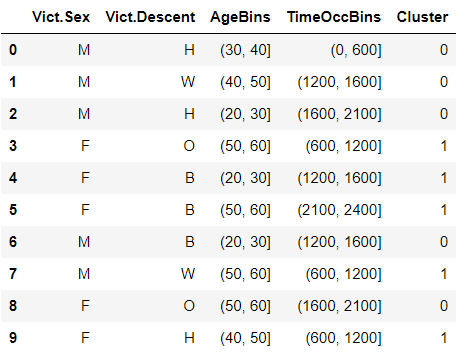 Vict.Sex Vict.Descent AgeBins TimeOccBins Cluster
0 M H (30, 40] (0, 600] 0
1 M W (40, 50] (1200, 1600] 0
2 M H (20, 30] (1600, 2100] 0
3 F O (50, 60] (600, 1200] 1
4 F B (20, 30] (1200, 1600] 1
5 F B (50, 60] (2100, 2400] 1
6 M B (20, 30] (1200, 1600] 0
7 M W (50, 60] (600, 1200] 1
8 F O (50, 60] (1600, 2100] 0
9 F H (40, 50] (600, 1200] 1